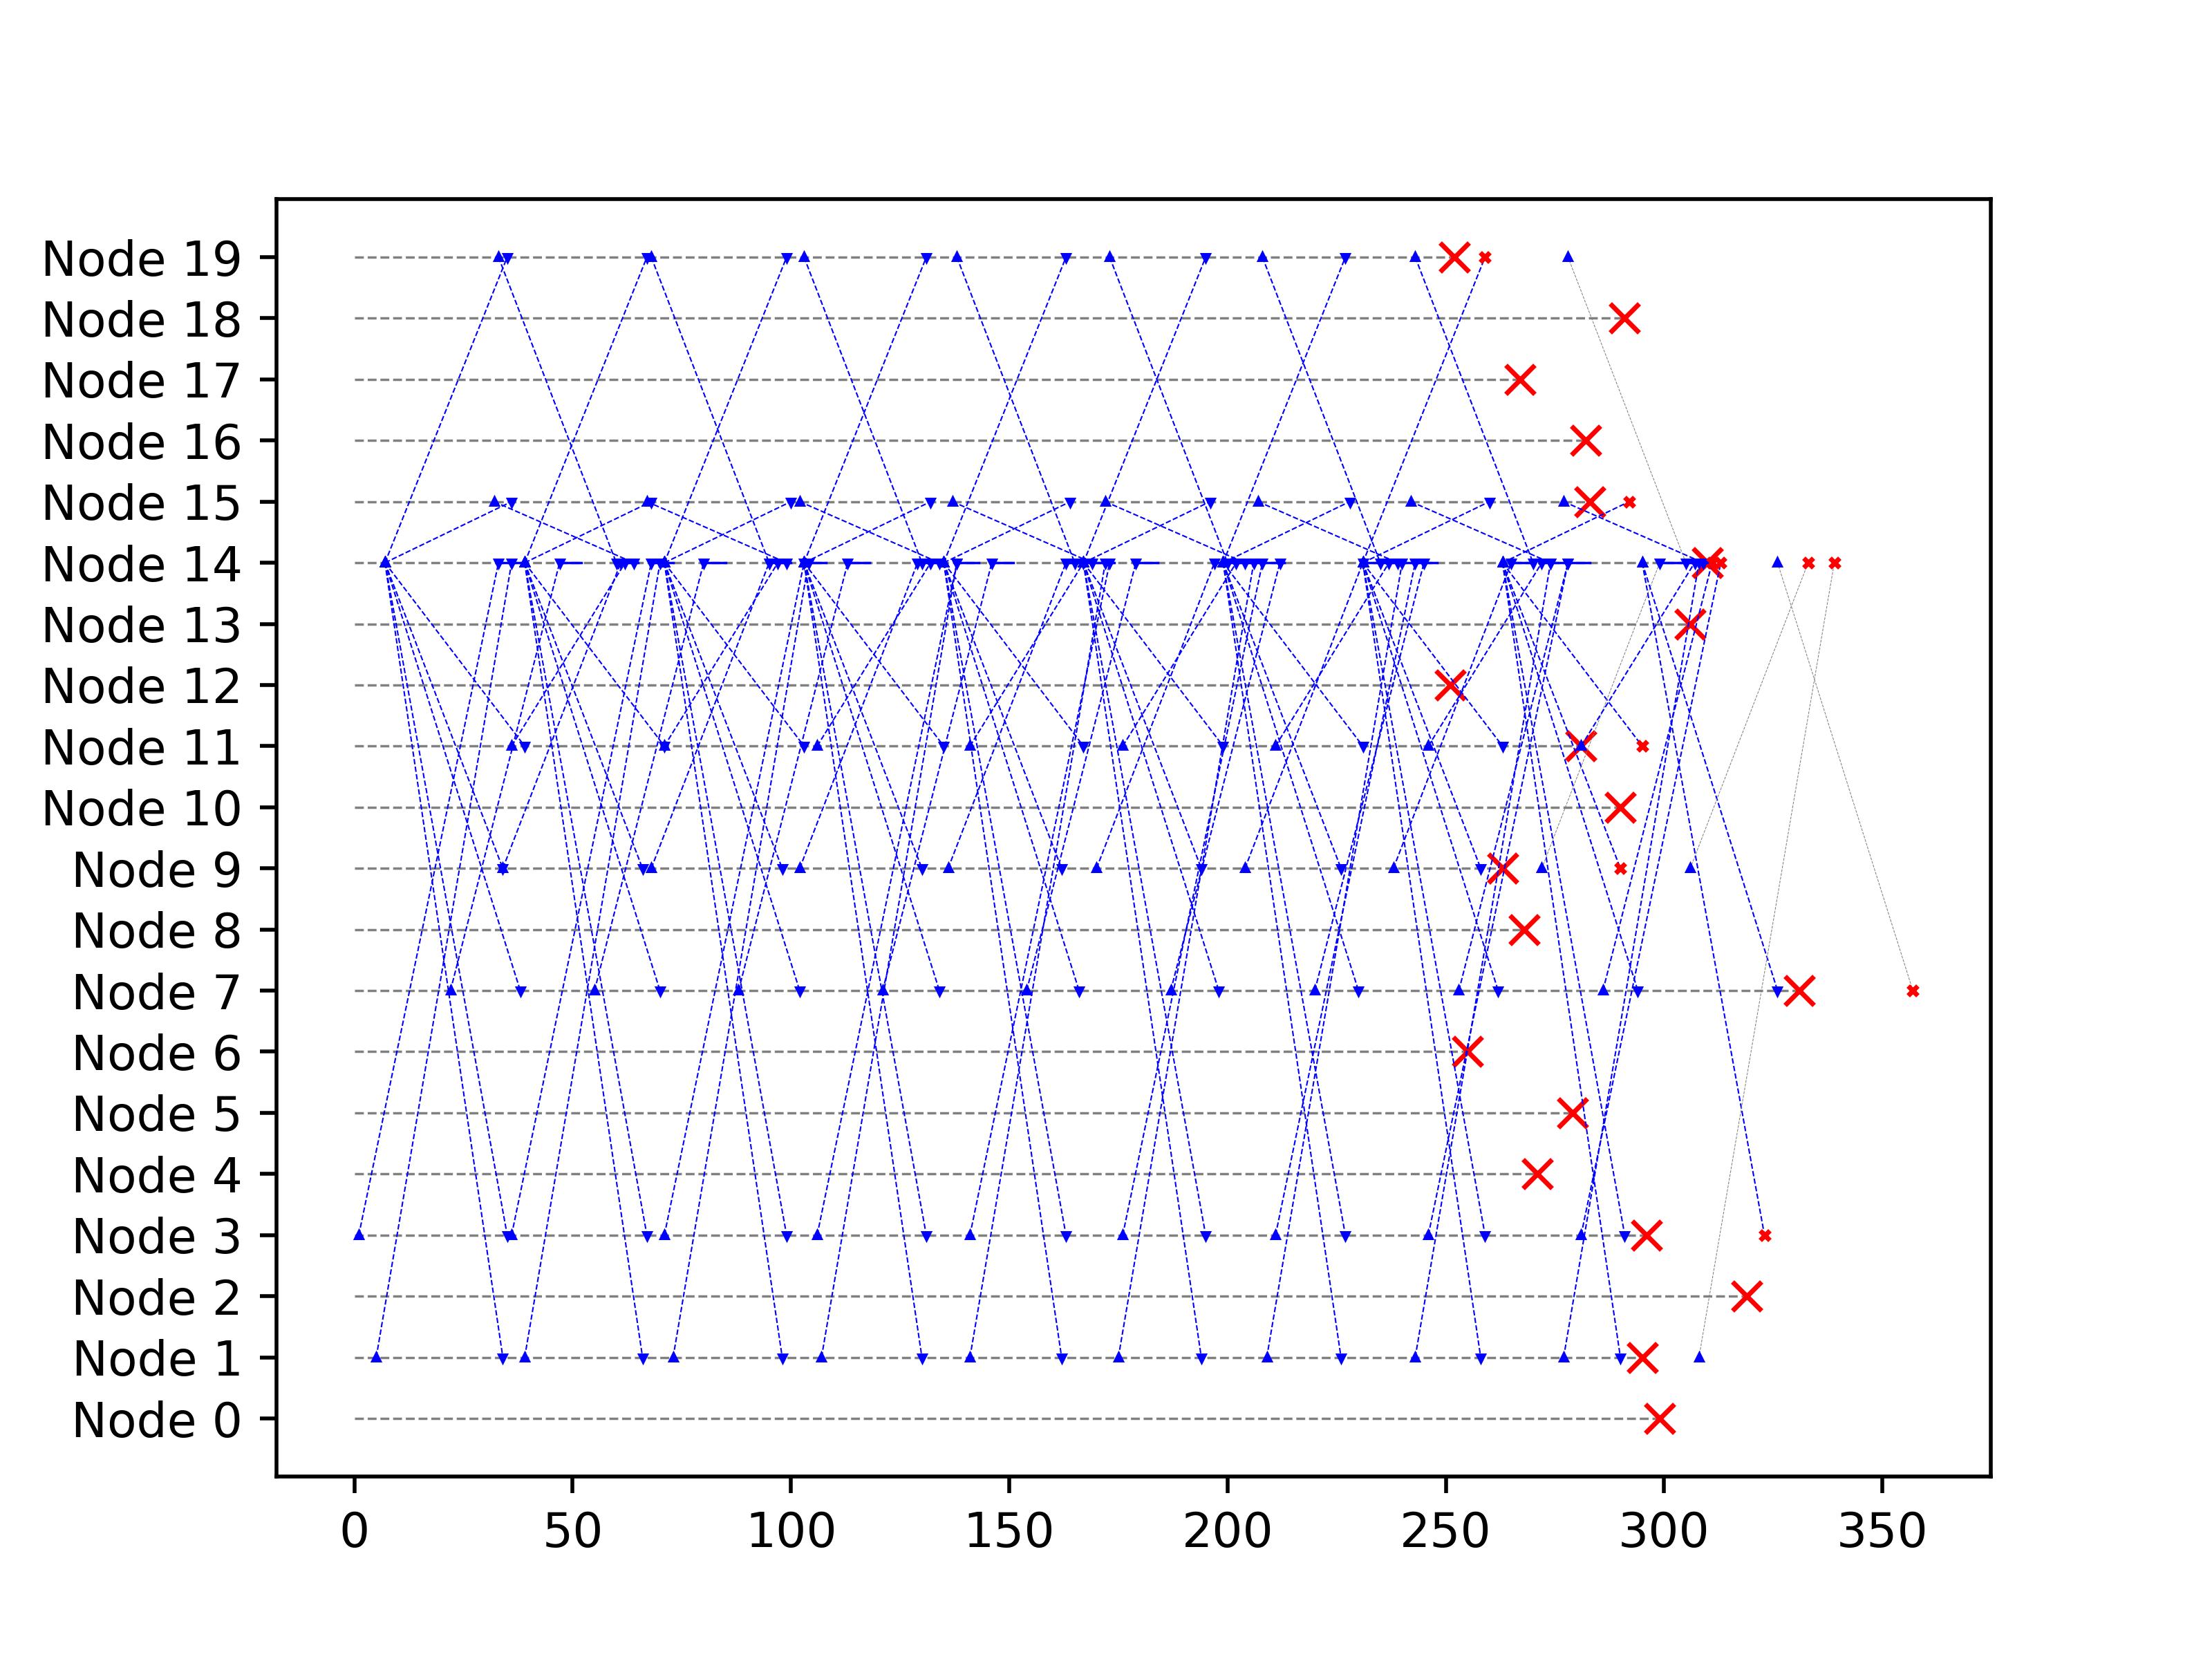 Node 19
Node 18
Node 17
Node 16
Node 15
Node 14
Node 13
Node 12
Node 11
Node 10
Node 9
Node 8
Node 7
Node 6
Node 5
Node 4
Node 3
Node 2
Node 1
Node 0
0 50 100 150 200 250 300 350